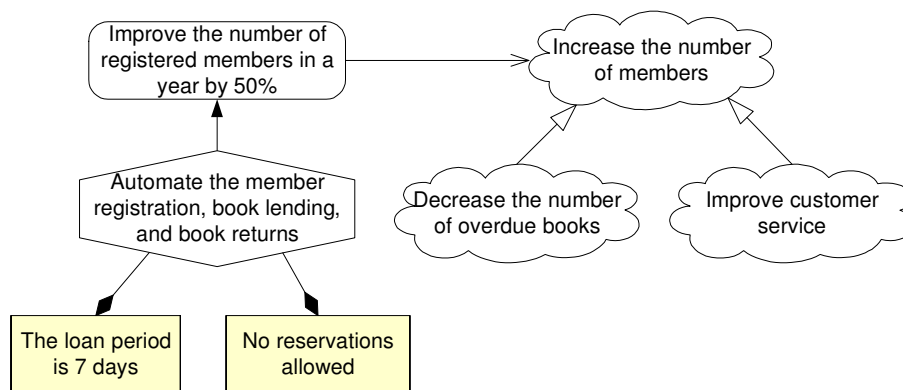 Improve the number of
registered members in a
year by 50%
Increase the number
of members
Automate the member
registration, book lending,
and book returns
Decrease the number
of overdue books
Improve customer
service
The loan period
is 7 days
No reservations
allowed